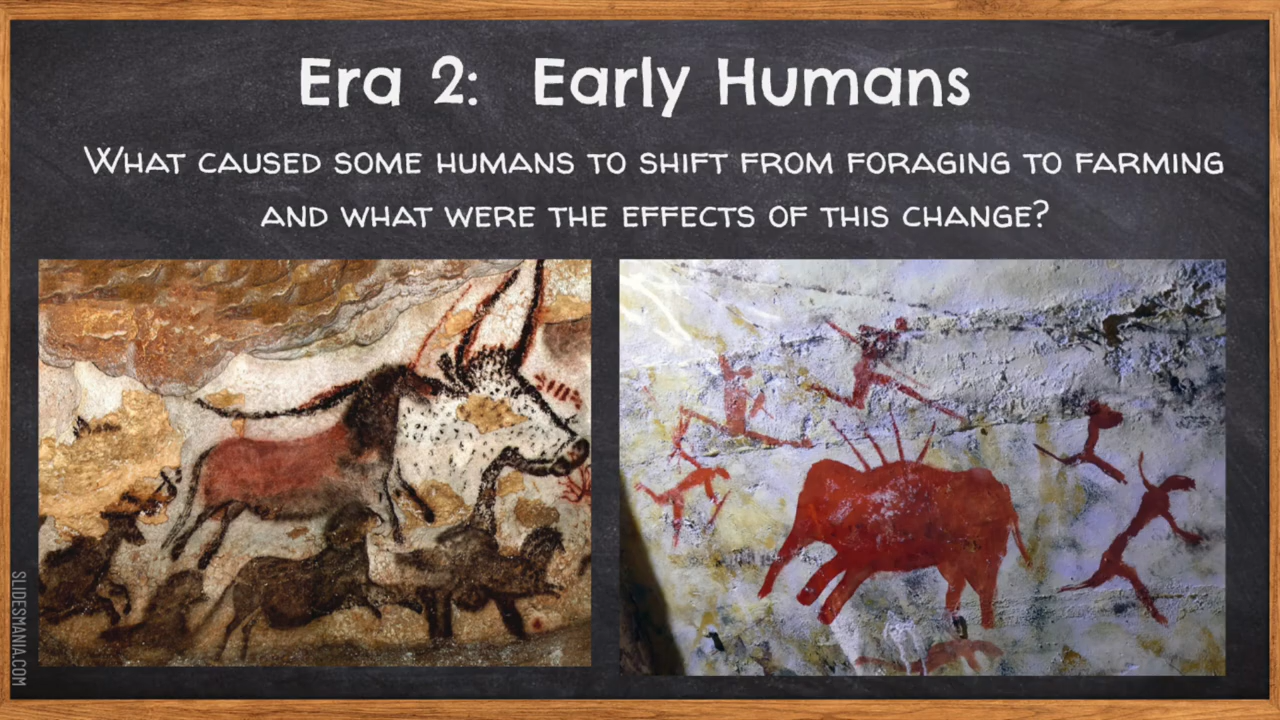 Era 2: Early Humans
What caused some humans to shift from foraging to farming
and what were the effects of this change?
SLIDESMANIA.COM